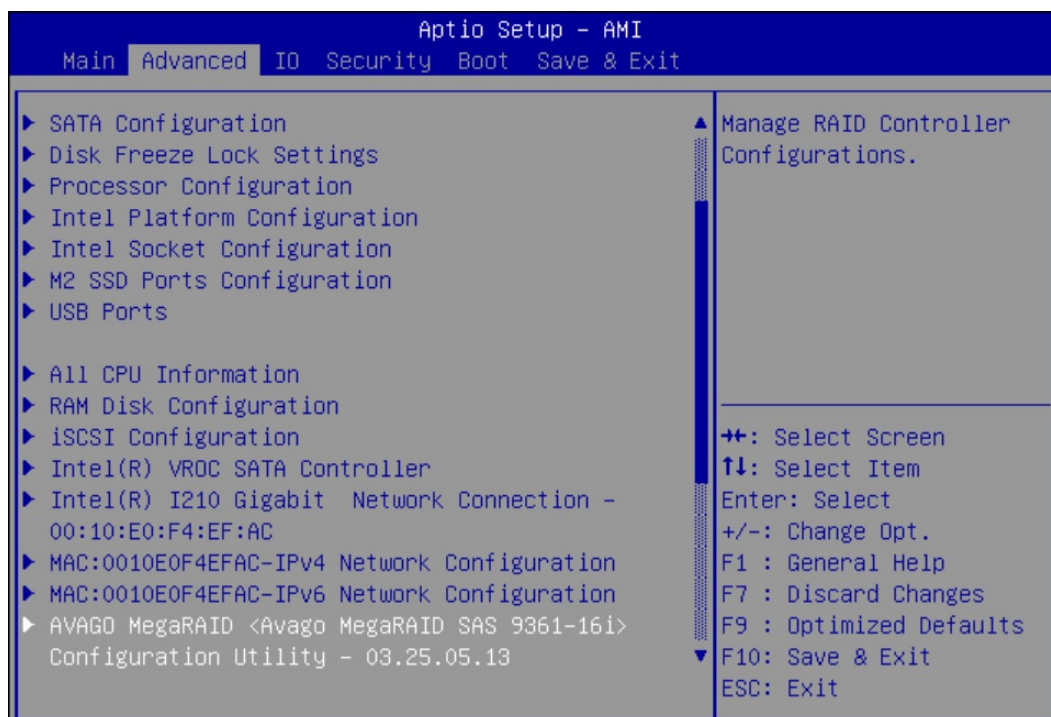 Aptio Setup – AMI
Main Advanced IO Security Boot Save & Exit
▶ SATA Configuration
▶ Disk Freeze Lock Settings
▶ Processor Configuration
▶ Intel Platform Configuration
▶ Intel Socket Configuration
▶ M2 SSD Ports Configuration
▶ USB Ports
▶ All CPU Information
▶ RAM Disk Configuration
▶ iSCSI Configuration
▶ Intel(R) VROC SATA Controller
▶ Intel(R) I210 Gigabit  Network Connection –
00:10:E0:F4:EF:AC
▶ MAC:0010E0F4EFAC-IPv4 Network Configuration
▶ MAC:0010E0F4EFAC-IPv6 Network Configuration
▶ AVAGO MegaRAID <Avago MegaRAID SAS 9361-16i>
Configuration Utility – 03.25.05.13
Manage RAID Controller
Configurations.
→←: Select Screen
↑↓: Select Item
Enter: Select
+/-: Change Opt.
F1 : General Help
F7 : Discard Changes
F9 : Optimized Defaults
F10: Save & Exit
ESC: Exit